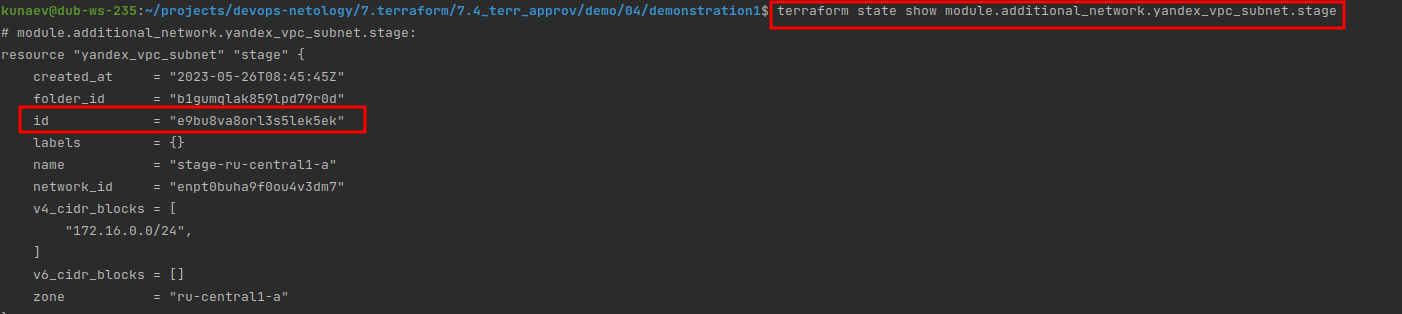 kunaev@dub-ws-235:~/projects/devops-netology/7.terraform/7.4_terr_approv/demo/04/demonstration1$ terraform state show module.additional_network.yandex_vpc_subnet.stage
# module.additional_network.yandex_vpc_subnet.stage:
resource "yandex_vpc_subnet" "stage" {
    created_at     = "2023-05-26T08:45:45Z"
    folder_id      = "b1gumqlak859lpd79r0d"
    id             = "e9bu8va8orl3s5lek5ek"
    labels         = {}
    name           = "stage-ru-central1-a"
    network_id     = "enpt0buha9f0ou4v3dm7"
    v4_cidr_blocks = [
        "172.16.0.0/24",
    ]
    v6_cidr_blocks = []
    zone           = "ru-central1-a"